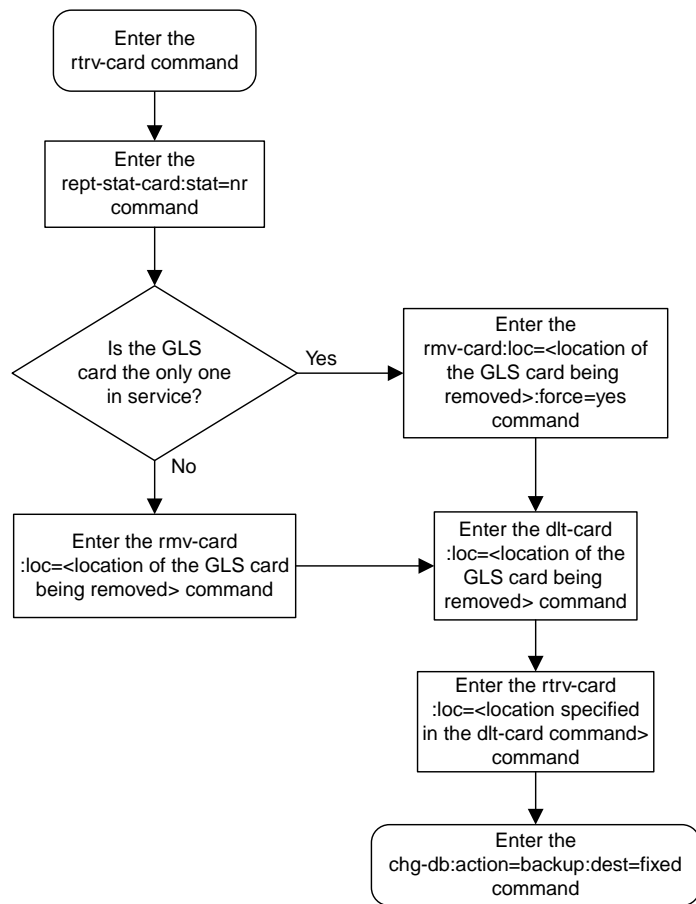 Enter the
rtrv-card command
Enter the
rept-stat-card:stat=nr
command
Is the GLS
card the only one
in service?
Yes
Enter the
rmv-card:loc=<location of
the GLS card being
removed>:force=yes
command
No
Enter the rmv-card
:loc=<location of the GLS card
being removed> command
Enter the dlt-card
:loc=<location of the
GLS card being
removed> command
Enter the rtrv-card
:loc=<location specified
in the dlt-card command>
command
Enter the
chg-db:action=backup:dest=fixed
command